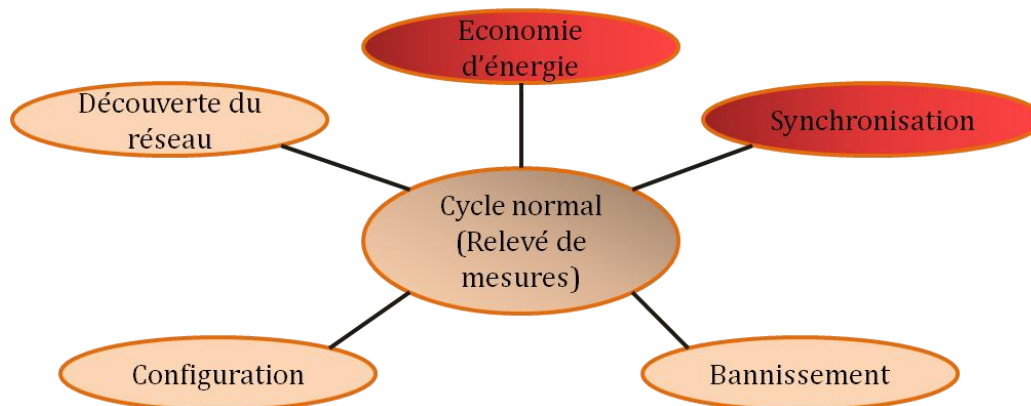 Economie
d'énergie
Découverte du
réseau
Synchronisation
Cycle normal
(Relevé de
mesures)
Configuration
Bannissement